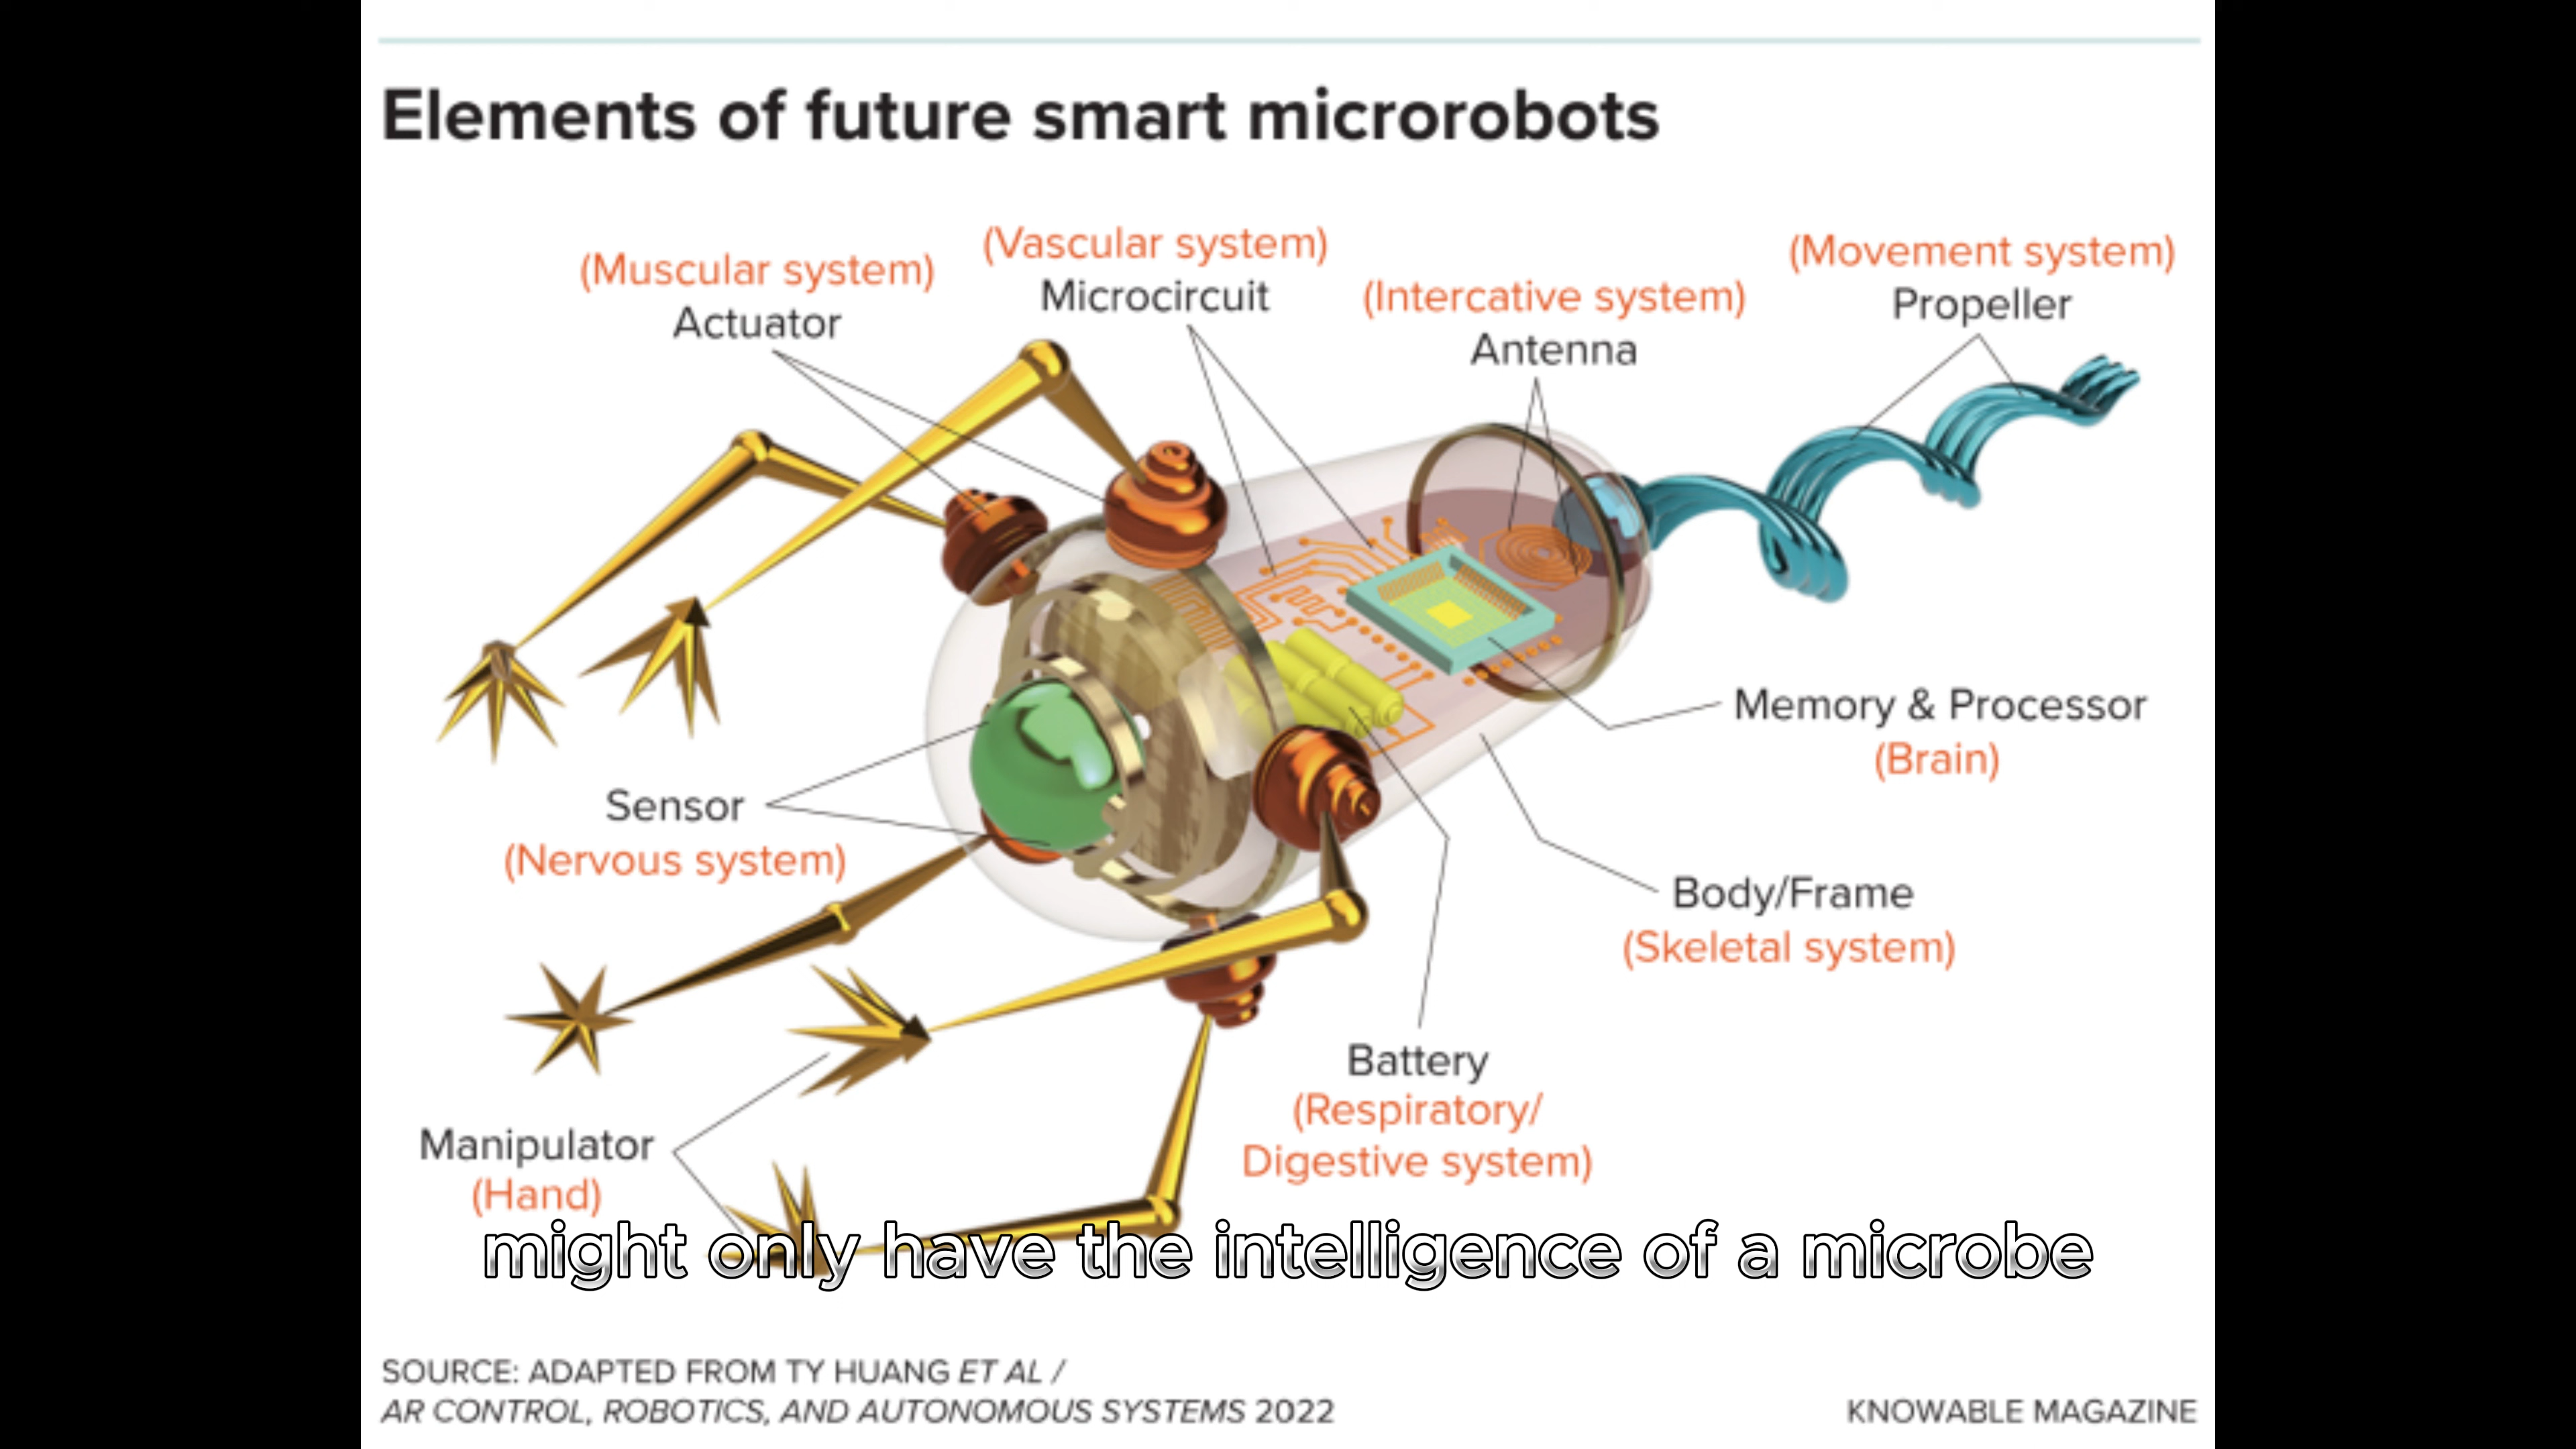 Elements of future smart microrobots
(Muscular system)
Actuator
(Vascular system)
Microcircuit
(Intercative system)
Antenna
(Movement system)
Propeller
Memory & Processor
(Brain)
Sensor
(Nervous system)
Body/Frame
(Skeletal system)
Battery
(Respiratory/
Digestive system)
Manipulator
(Hand)
might only have the intelligence of a microbe
SOURCE: ADAPTED FROM TY HUANG ET AL /
AR CONTROL, ROBOTICS, AND AUTONOMOUS SYSTEMS 2022
KNOWABLE MAGAZINE